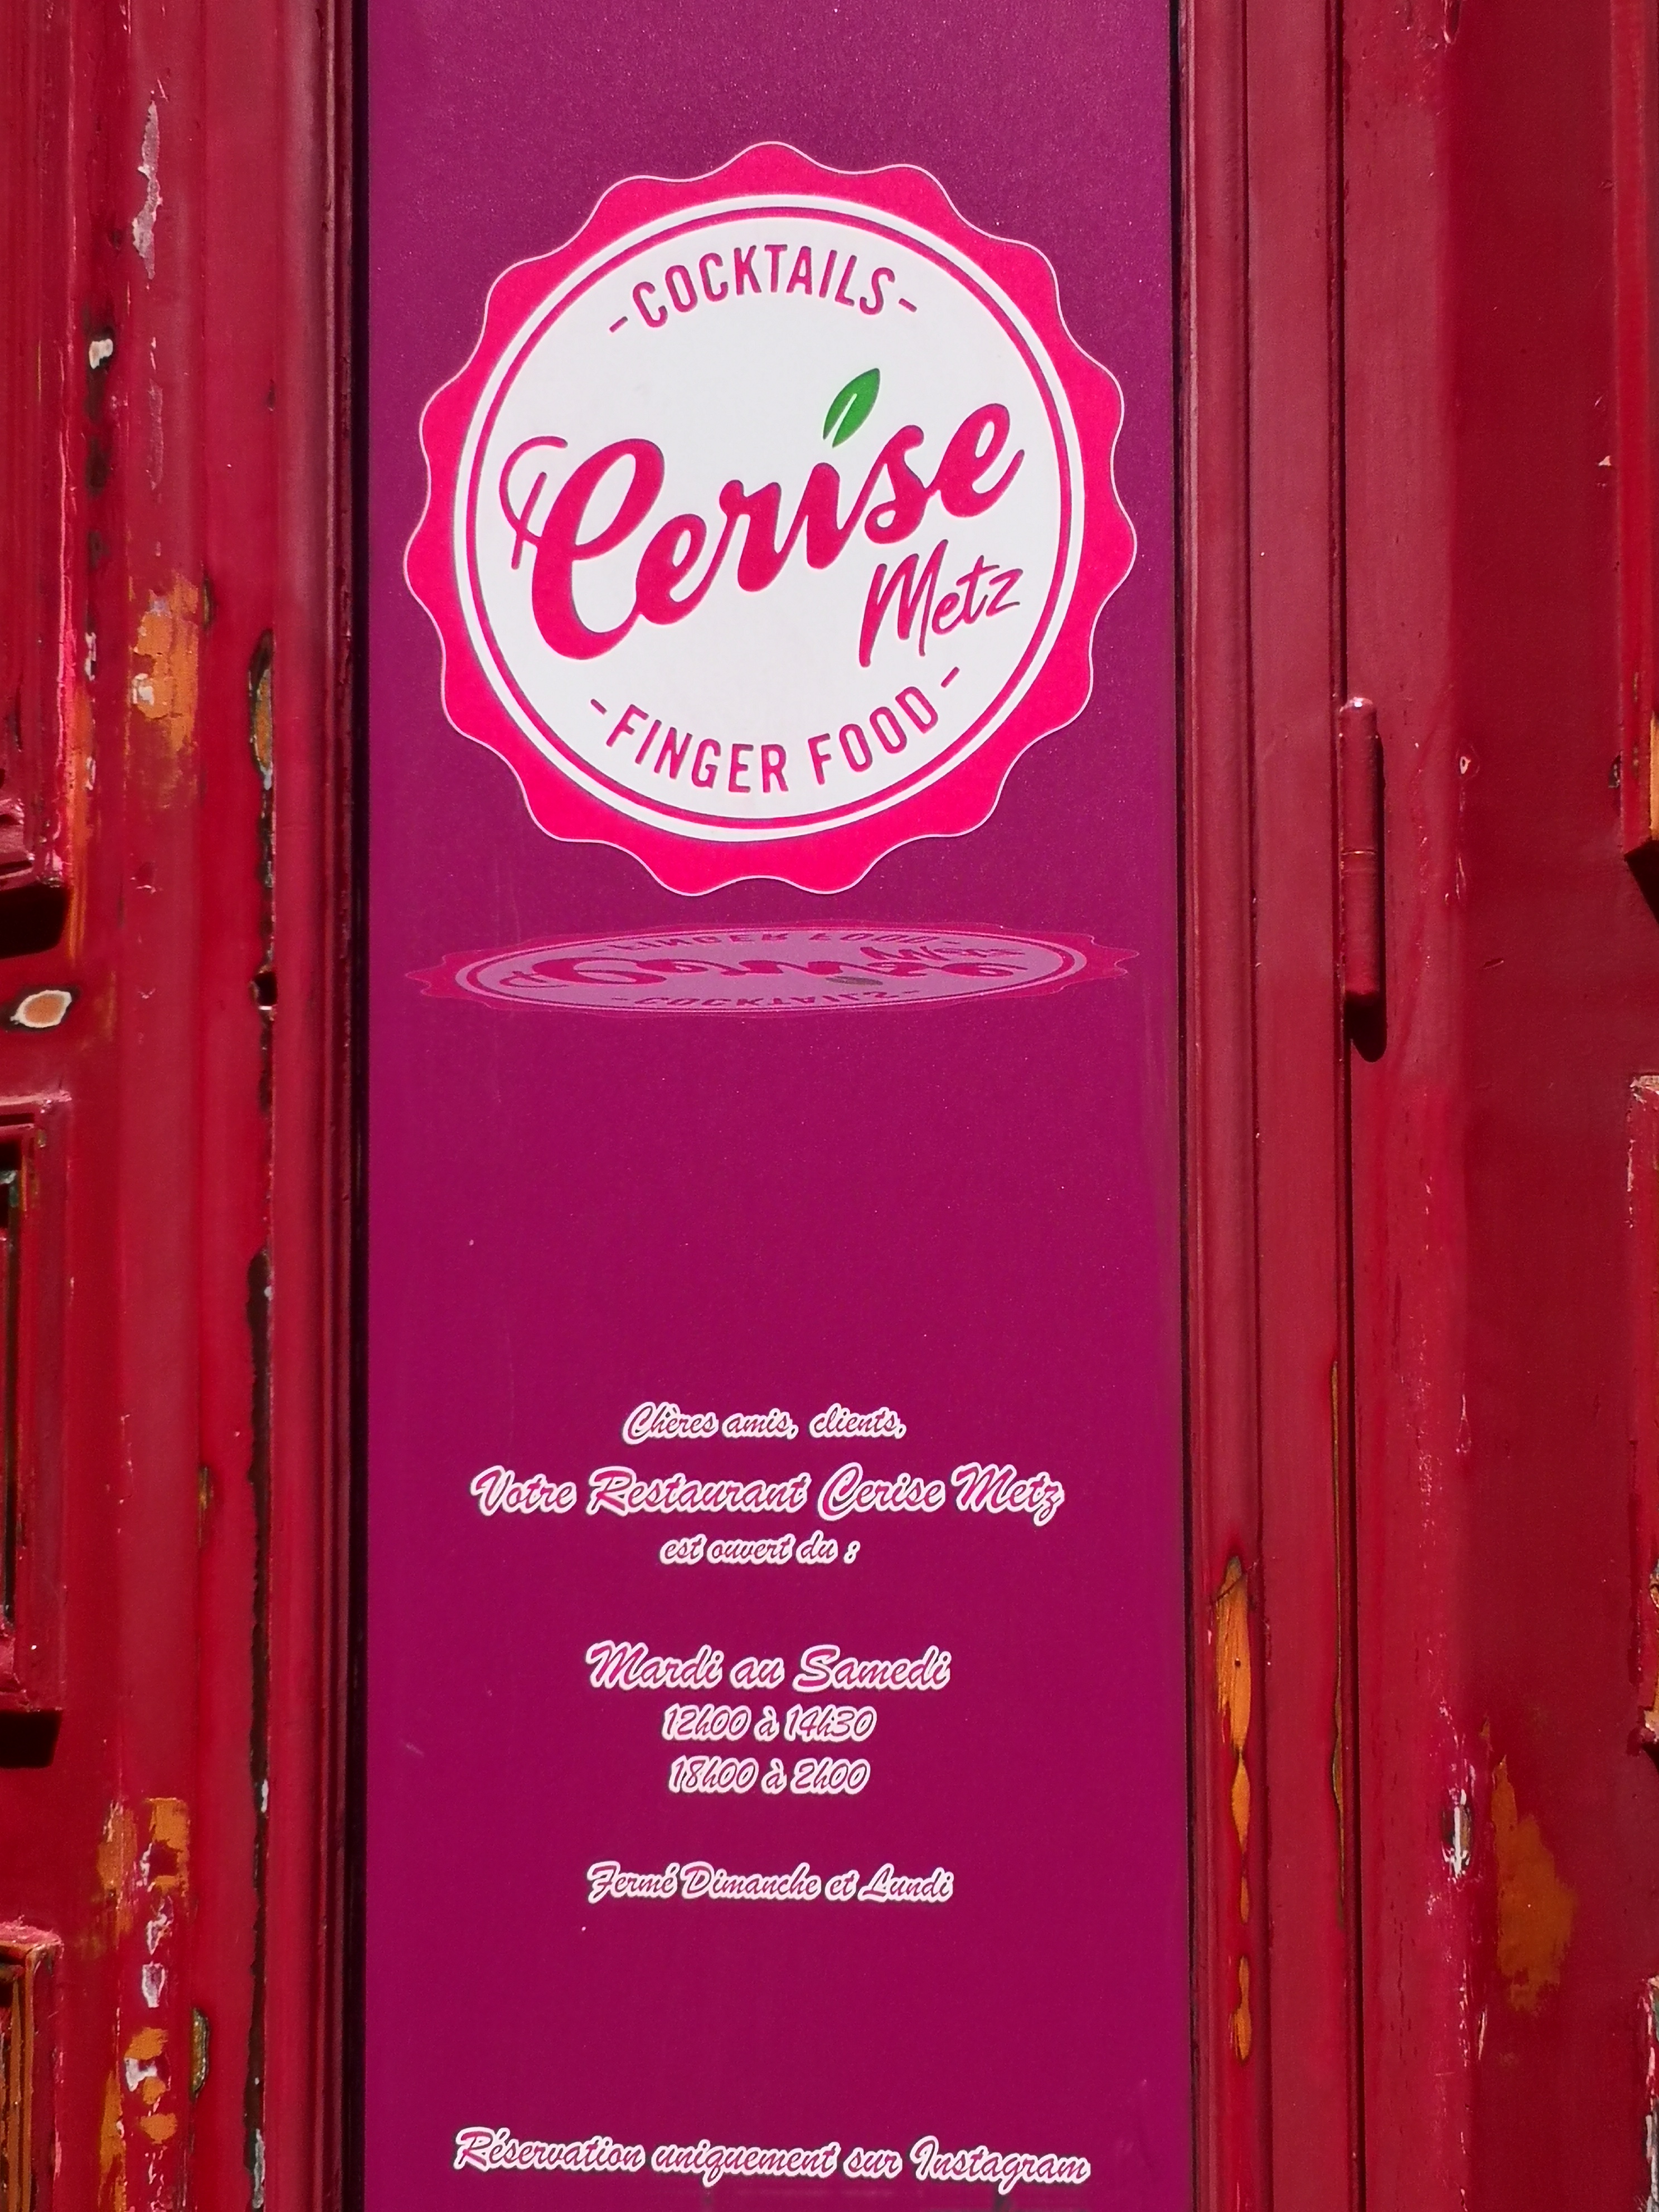 -COCKTAILS-
Cerise
Metz
-FINGER FOOD-
Chères amis, clients,
Votre Restaurant Cerise Metz
est ouvert du :
Mardi au Samedi
12h00 à 14h30
18h00 à 2h00
Fermé Dimanche et Lundi
Réservation uniquement sur Instagram